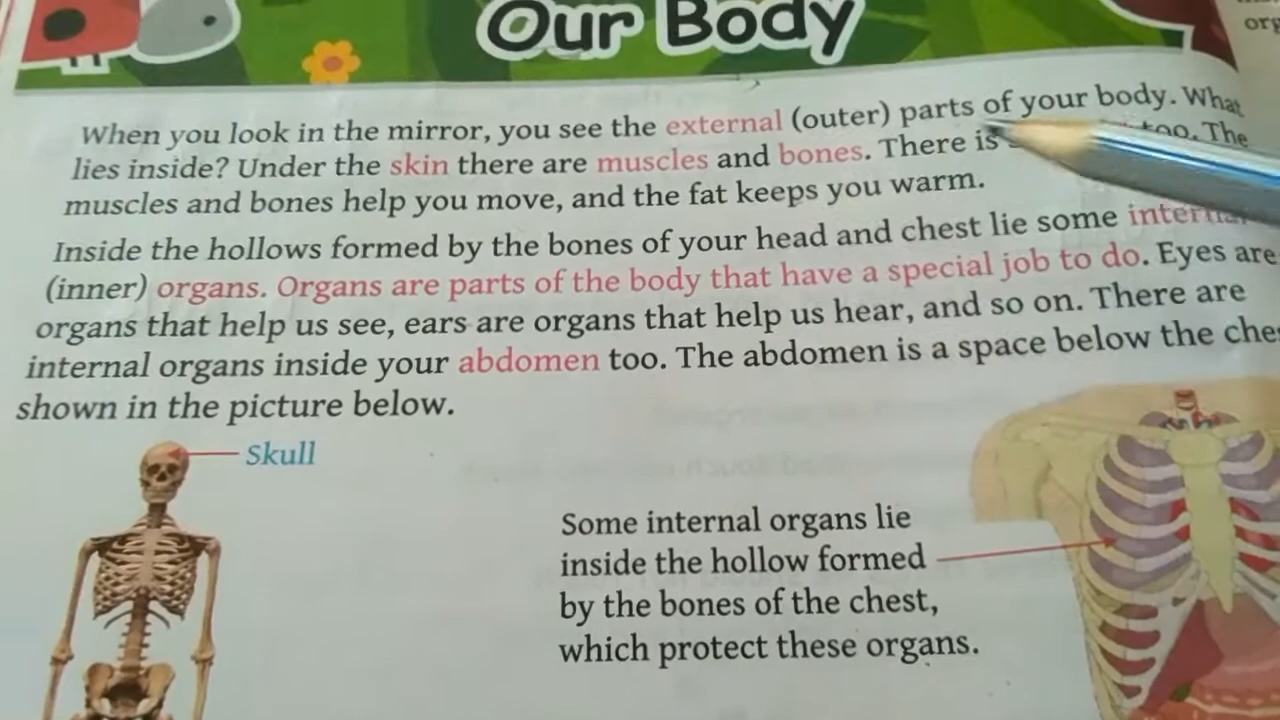 Our Body
org
When you look in the mirror, you see the external (outer) parts of your body. What
lies inside? Under the skin there are muscles and bones. There is too. The
muscles and bones help you move, and the fat keeps you warm.
Inside the hollows formed by the bones of your head and chest lie some internal
(inner) organs. Organs are parts of the body that have a special job to do. Eyes are
organs that help us see, ears are organs that help us hear, and so on. There are
internal organs inside your abdomen too. The abdomen is a space below the che
shown in the picture below.
Skull
Some internal organs lie
inside the hollow formed
by the bones of the chest,
which protect these organs.